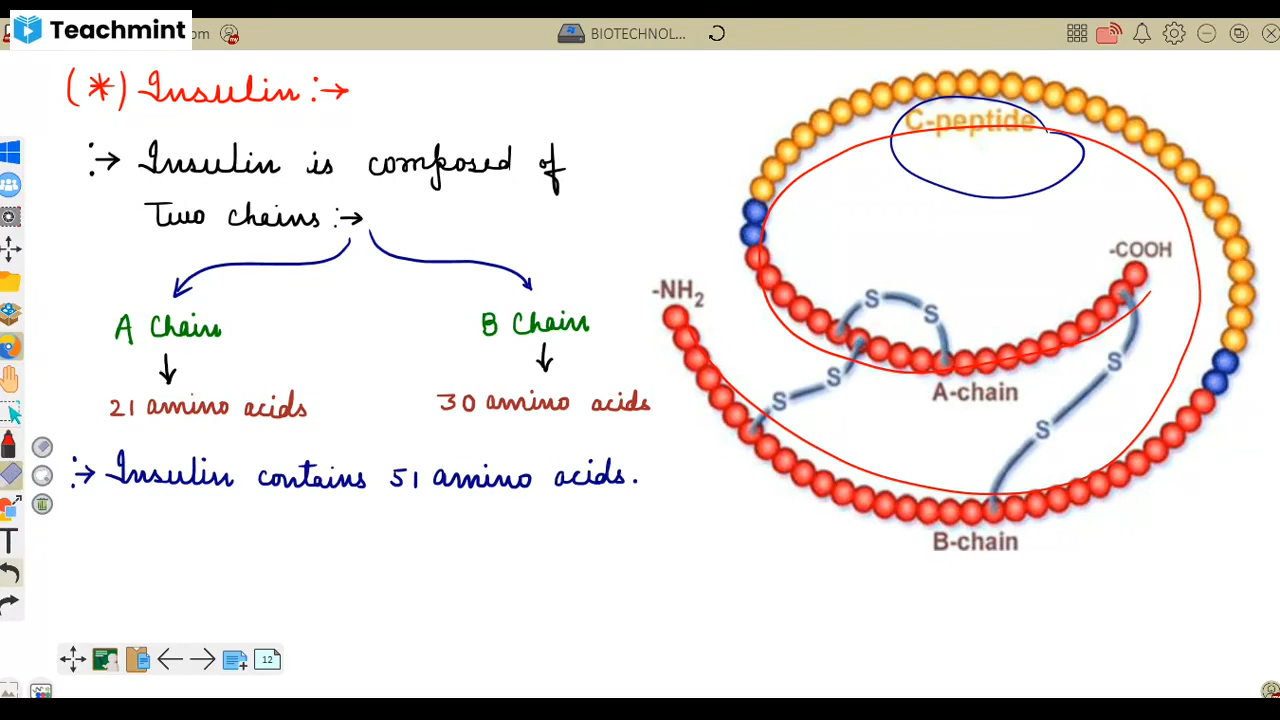 Teachmint
om
BIOTECHNOL...
(*) Insulin :→
:→ Insulin is composed of
Two chains :→
A Chain
B Chain
21 amino acids
30 amino acids
:→ Insulin contains 51 amino acids.
C-peptide
-COOH
-NH2
S
S
S
S
S
S
A-chain
B-chain
T
12